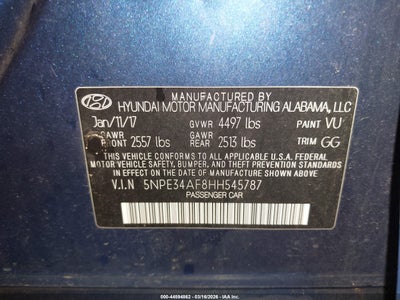 MANUFACTURED BY
HYUNDAI MOTOR MANUFACTURING ALABAMA, LLC
Jan/11/17 GVWR 4497 lbs PAINT VU
GAWR FRONT 2557 lbs GAWR REAR 2513 lbs TRIM GG
THIS VEHICLE CONFORMS TO ALL APPLICABLE U.S.A. FEDERAL
MOTOR VEHICLE SAFETY, BUMPER, AND THEFT PREVENTION STANDARDS
IN EFFECT ON THE DATE OF MANUFACTURE SHOWN ABOVE.
V.I.N 5NPE34AF8HH545787
PASSENGER CAR
000-44594862 - 03/16/2026 - IAA Inc.